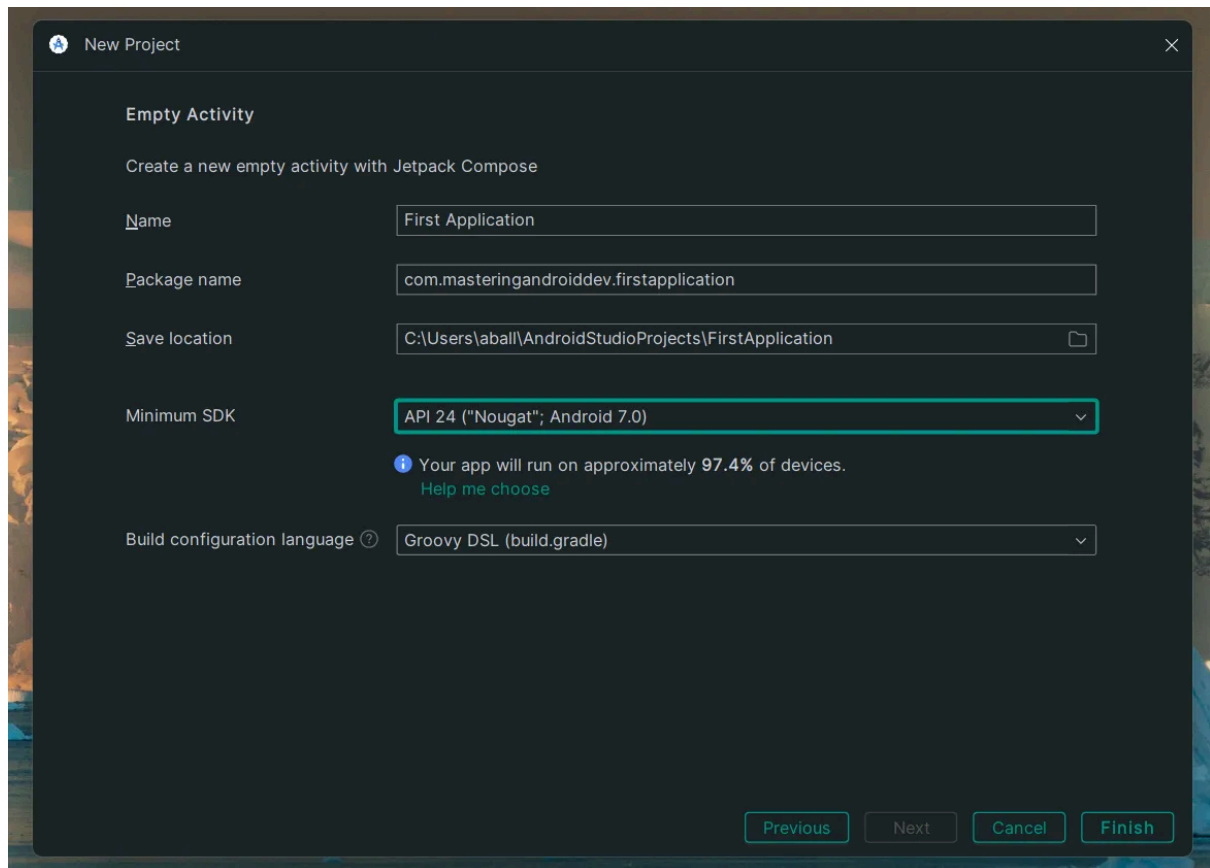 New Project
Empty Activity
Create a new empty activity with Jetpack Compose
Name First Application
Package name com.masteringandroiddev.firstapplication
Save location C:\Users\aball\AndroidStudioProjects\FirstApplication
Minimum SDK API 24 ("Nougat"; Android 7.0)
Your app will run on approximately 97.4% of devices.
Help me choose
Build configuration language ? Groovy DSL (build.gradle)
Previous Next Cancel Finish